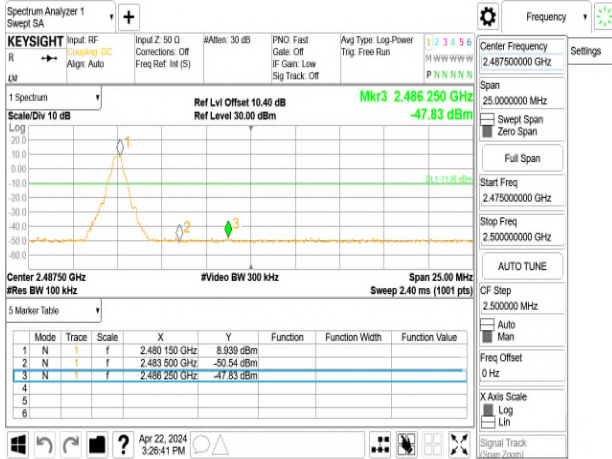 Spectrum Analyzer 1
Swept SA
KEYSIGHT
R
Input: RF
Coupling: DC
Align: Auto
Input Z: 50 Ω
Corrections: Off
Freq Ref: Int (S)
#Atten: 30 dB
PNO: Fast
Gate: Off
IF Gain: Low
Sig Track: Off
Avg Type: Log-Power
Trig: Free Run
1 2 3 4 5 6
M W W W W W
P N N N N N
1 Spectrum
Scale/Div 10 dB
Ref Lvl Offset 10.40 dB
Ref Level 30.00 dBm
Mkr3 2.486 250 GHz
-47.83 dBm
Log
20.0
10.0
0.00
-10.0
-20.0
-30.0
-40.0
-50.0
-60.0
1
2
3
DL1 -11.06 dBm
Center 2.48750 GHz
#Res BW 100 kHz
#Video BW 300 kHz
Span 25.00 MHz
Sweep 2.40 ms (1001 pts)
5 Marker Table
Mode Trace Scale X Y Function Function Width Function Value
1 N 1 f 2.480 150 GHz 8.939 dBm
2 N 1 f 2.483 500 GHz -50.54 dBm
3 N 1 f 2.486 250 GHz -47.83 dBm
4
5
6
?
Apr 22, 2024
3:26:41 PM
Frequency
Settings
Center Frequency
2.487500000 GHz
Span
25.0000000 MHz
Swept Span
Zero Span
Full Span
Start Freq
2.475000000 GHz
Stop Freq
2.500000000 GHz
AUTO TUNE
CF Step
2.500000 MHz
Auto
Man
Freq Offset
0 Hz
X Axis Scale
Log
Lin
Signal Track
(Span Zoom)